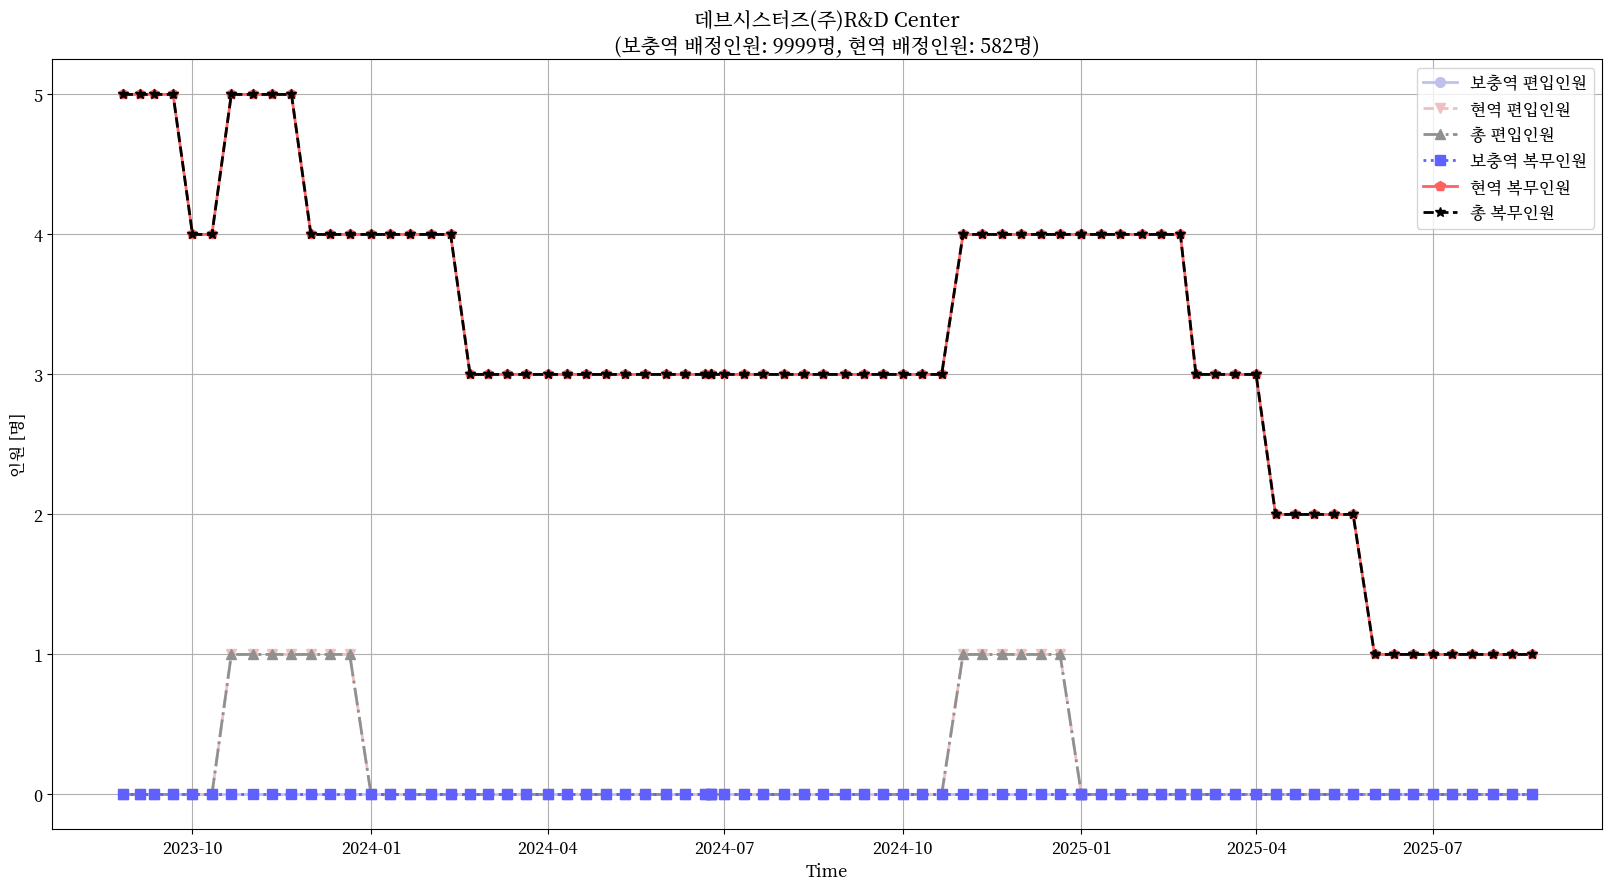 데브시스터즈(주)R&D Center
(보충역 배정인원: 9999명, 현역 배정인원: 582명)
보충역 편입인원
현역 편입인원
총 편입인원
보충역 복무인원
현역 복무인원
총 복무인원
인원 [명]
5
4
3
2
1
0
2023-10
2024-01
2024-04
2024-07
2024-10
2025-01
2025-04
2025-07
Time